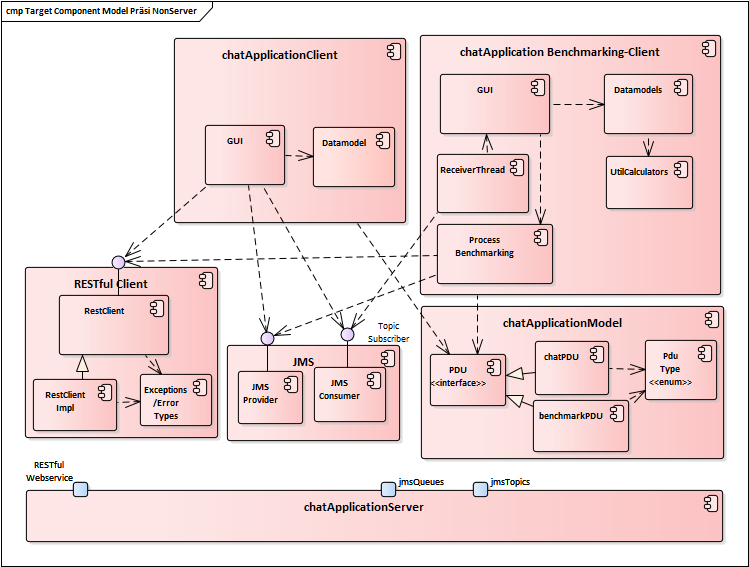 cmp Target Component Model Präsi NonServer
chatApplicationClient
GUI
Datamodel
chatApplication Benchmarking-Client
GUI
Datamodels
ReceiverThread
UtilCalculators
Process
Benchmarking
RESTful Client
RestClient
RestClient
Impl
Exceptions
/Error
Types
Topic
Subscriber
JMS
JMS
Provider
JMS
Consumer
chatApplicationModel
PDU
<<interface>>
chatPDU
Pdu
Type
<<enum>>
benchmarkPDU
RESTful
Webservice
jmsQueues
jmsTopics
chatApplicationServer